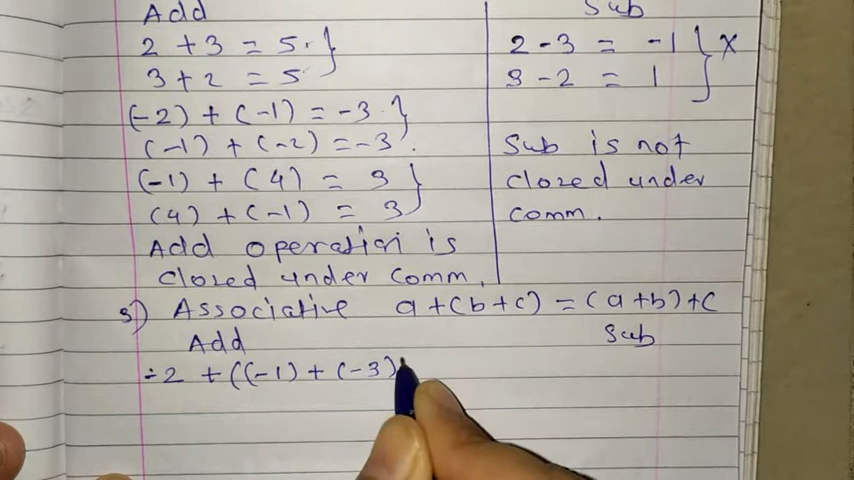 Add
2 + 3 = 5.
3 + 2 = 5
(-2) + (-1) = -3.
(-1) + (-2) = -3.
(-1) + (4) = 3
(4) + (-1) = 3
Add operation is
closed under comm.
Sub
2 - 3 = -1 } X
3 - 2 = 1
Sub is not
closed under
comm.
3) Associative a + (b + c) = (a + b) + c
Add
-2 + ((-1) + (-3)
Sub